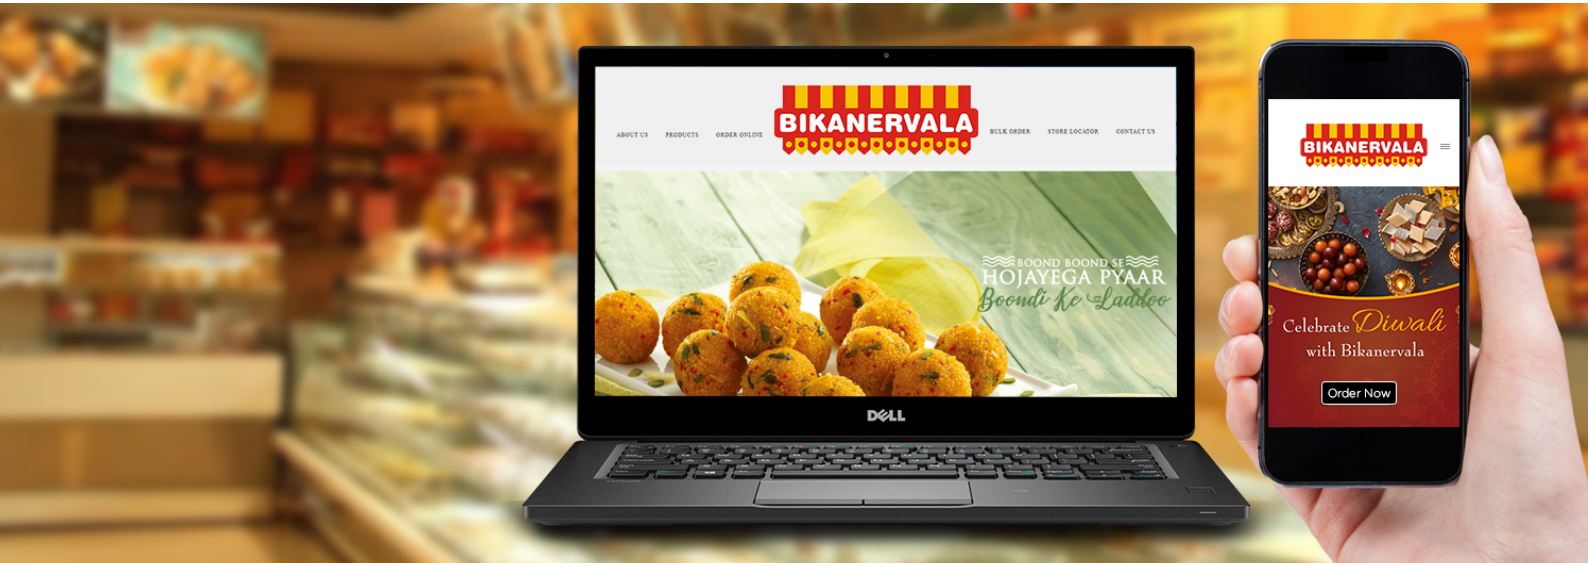 ABOUT US PRODUCTS ORDER ONLINE BIKANERVALA BULK ORDER STORE LOCATOR CONTACT US
BOOND BOOND SE
HOJAYEGA PYAAR
Boondi Ke Laddoo
DELL
BIKANERVALA
Celebrate Diwali
with Bikanervala
Order Now